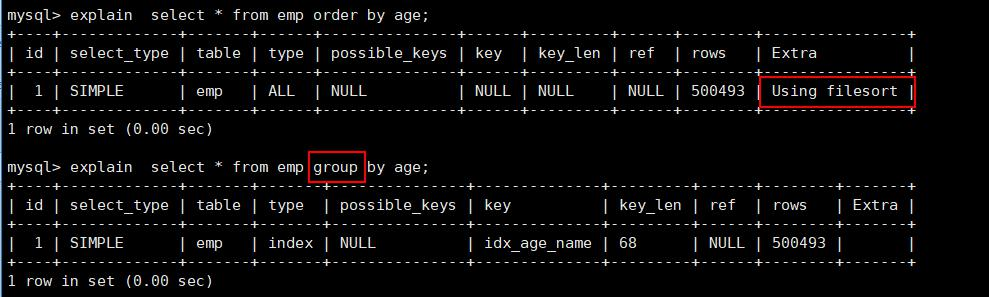 mysql> explain  select * from emp order by age;
+----+-------------+-------+------+---------------+------+---------+------+--------+----------------+
| id | select_type | table | type | possible_keys | key  | key_len | ref  | rows   | Extra          |
+----+-------------+-------+------+---------------+------+---------+------+--------+----------------+
|  1 | SIMPLE      | emp   | ALL  | NULL          | NULL | NULL    | NULL | 500493 | Using filesort |
+----+-------------+-------+------+---------------+------+---------+------+--------+----------------+
1 row in set (0.00 sec)
mysql> explain  select * from emp group by age;
+----+-------------+-------+-------+---------------+--------------+---------+------+--------+-------+
| id | select_type | table | type  | possible_keys | key          | key_len | ref  | rows   | Extra |
+----+-------------+-------+-------+---------------+--------------+---------+------+--------+-------+
|  1 | SIMPLE      | emp   | index | NULL          | idx_age_name | 68      | NULL | 500493 |       |
+----+-------------+-------+-------+---------------+--------------+---------+------+--------+-------+
1 row in set (0.00 sec)